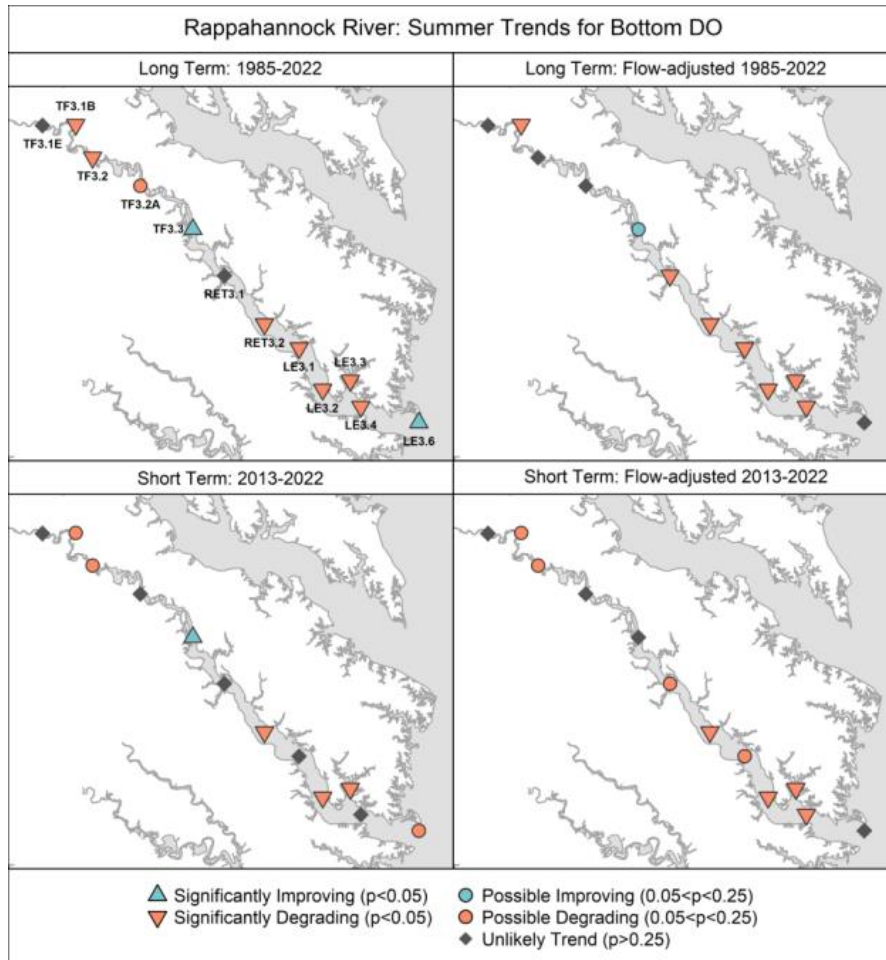 Rappahannock River: Summer Trends for Bottom DO
Long Term: 1985-2022
Long Term: Flow-adjusted 1985-2022
TF3.1B
TF3.1E
TF3.2
TF3.2A
TF3.3
RET3.1
RET3.2
LE3.1
LE3.3
LE3.2
LE3.4
LE3.6
Short Term: 2013-2022
Short Term: Flow-adjusted 2013-2022
Significantly Improving (p<0.05)
Possible Improving (0.05<p<0.25)
Significantly Degrading (p<0.05)
Possible Degrading (0.05<p<0.25)
Unlikely Trend (p>0.25)